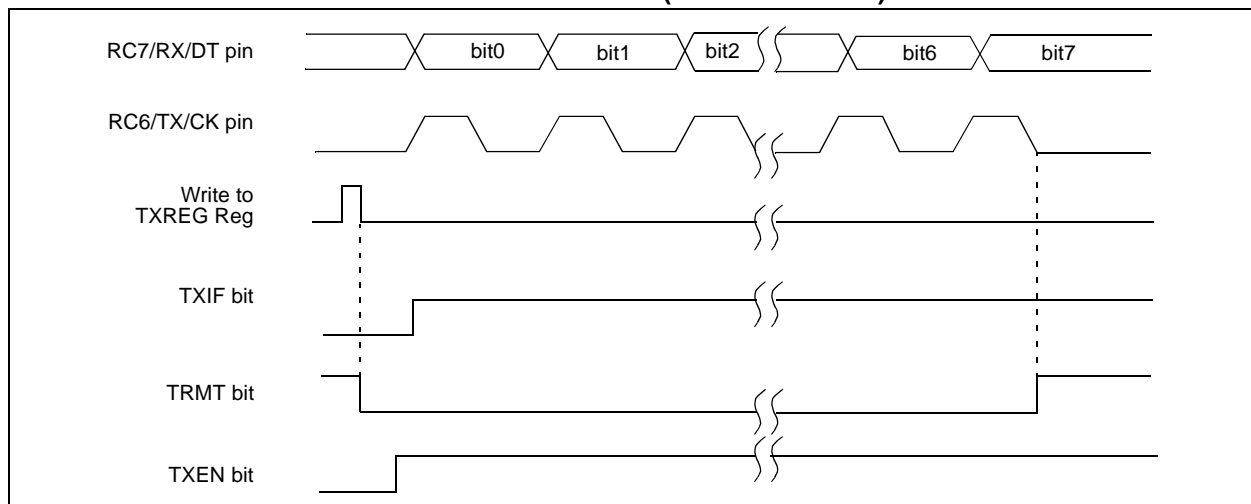 RC7/RX/DT pin
bit0 bit1 bit2 bit6 bit7
RC6/TX/CK pin
Write to
TXREG Reg
TXIF bit
TRMT bit
TXEN bit